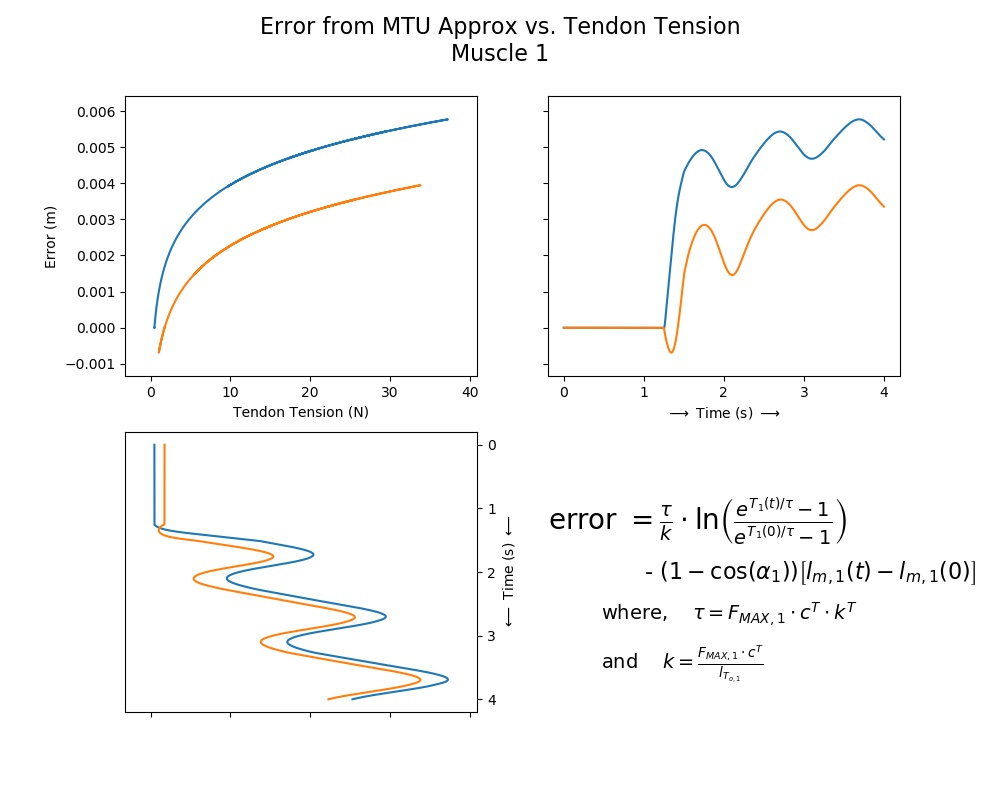 Error from MTU Approx vs. Tendon Tension
Muscle 1
0.006
0.005
0.004
0.003
0.002
0.001
0.000
−0.001
Error (m)
0 10 20 30 40
Tendon Tension (N)
0 1 2 3 4
⟶ Time (s) ⟶
0
1
2
3
4
⟵ Time (s) ⟵
error = τ/k · ln((e^{T_1(t)/τ} − 1)/(e^{T_1(0)/τ} − 1))
- (1 − cos(α_1))[l_{m,1}(t) − l_{m,1}(0)]
where, τ = F_{MAX,1} · c^T · k^T
and k = (F_{MAX,1} · c^T)/l_{T_{o,1}}